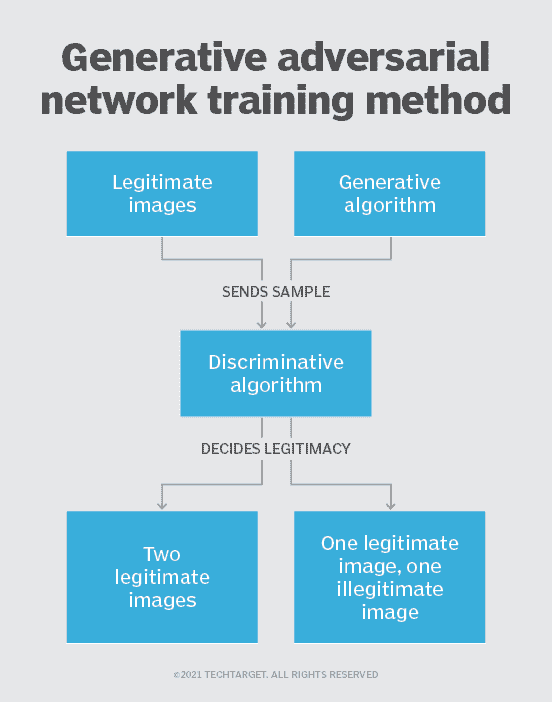 Generative adversarial
network training method
Legitimate
images
Generative
algorithm
SENDS SAMPLE
Discriminative
algorithm
DECIDES LEGITIMACY
Two
legitimate
images
One legitimate
image, one
illegitimate
image
©2021 TECHTARGET. ALL RIGHTS RESERVED